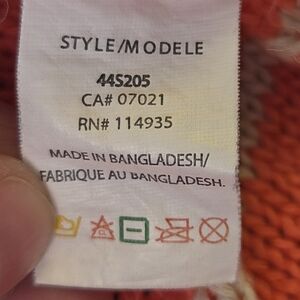 STYLE/MODELE
44S205
CA# 07021
RN# 114935
MADE IN BANGLADESH/
FABRIQUE AU BANGLADESH.